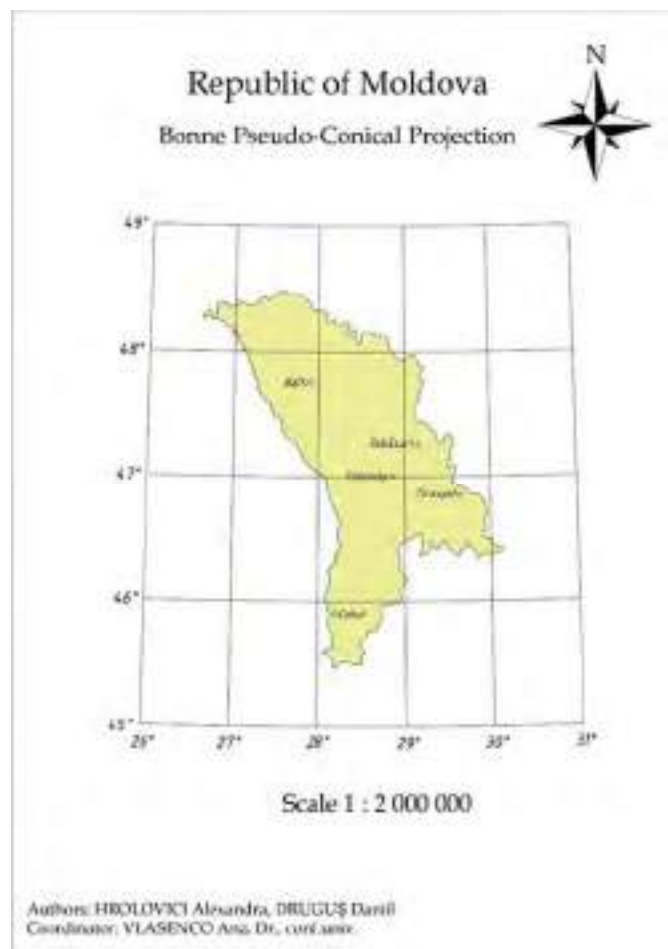 N
Republic of Moldova
Bonne Pseudo-Conical Projection
49°
48°
47°
46°
45°
26° 27° 28° 29° 30° 31°
Scale 1 : 2 000 000
Authors: HROLOVICI Alexandra, DRUGUȘ Daniil
Coordinator: VLASENCO Ana, Dr., conf.univ.